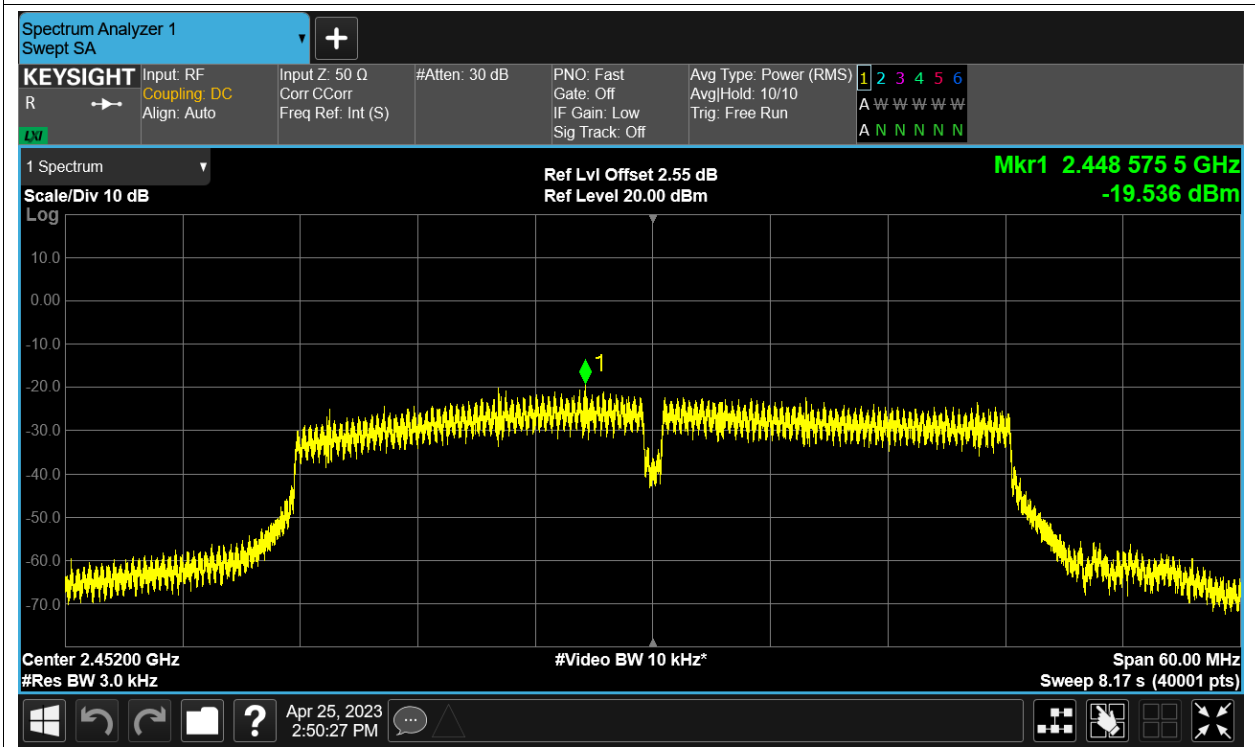 Spectrum Analyzer 1
Swept SA
▼
+
KEYSIGHT
R
LXI
Input: RF
Coupling: DC
Align: Auto
Input Z: 50 Ω
Corr CCorr
Freq Ref: Int (S)
#Atten: 30 dB
PNO: Fast
Gate: Off
IF Gain: Low
Sig Track: Off
Avg Type: Power (RMS)
Avg|Hold: 10/10
Trig: Free Run
1 2 3 4 5 6
A W W W W W
A N N N N N
1 Spectrum ▼
Scale/Div 10 dB
Log
Ref Lvl Offset 2.55 dB
Ref Level 20.00 dBm
Mkr1 2.448 575 5 GHz
-19.536 dBm
10.0
0.00
-10.0
-20.0
-30.0
-40.0
-50.0
-60.0
-70.0
1
Center 2.45200 GHz
#Res BW 3.0 kHz
#Video BW 10 kHz*
Span 60.00 MHz
Sweep 8.17 s (40001 pts)
?
Apr 25, 2023
2:50:27 PM